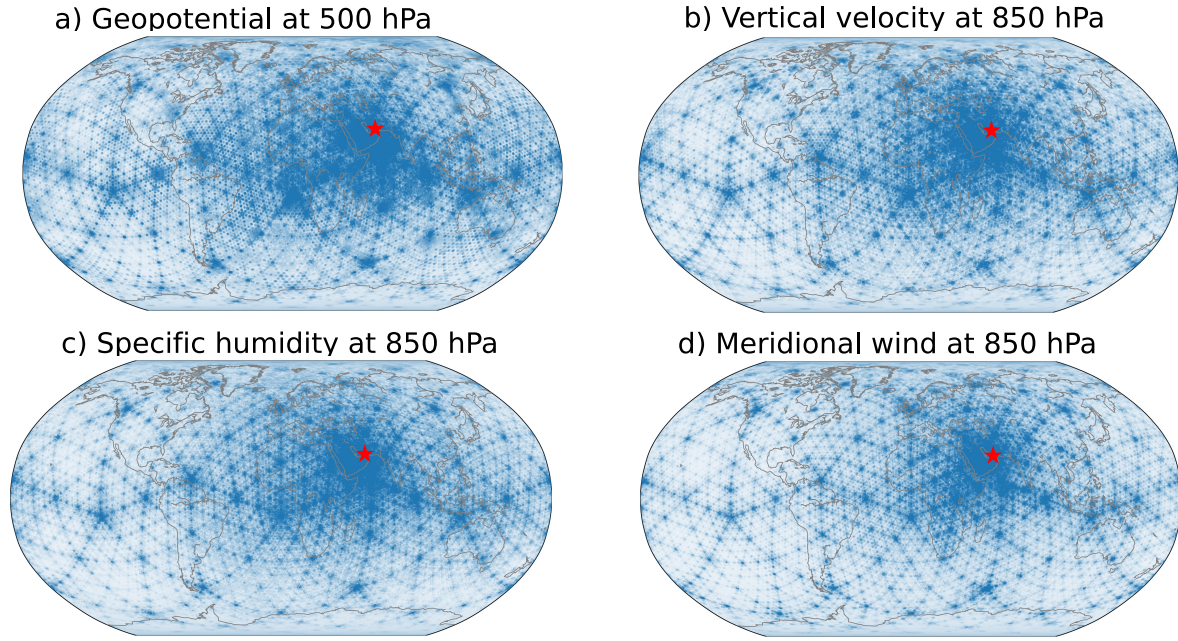 a) Geopotential at 500 hPa
b) Vertical velocity at 850 hPa
c) Specific humidity at 850 hPa
d) Meridional wind at 850 hPa